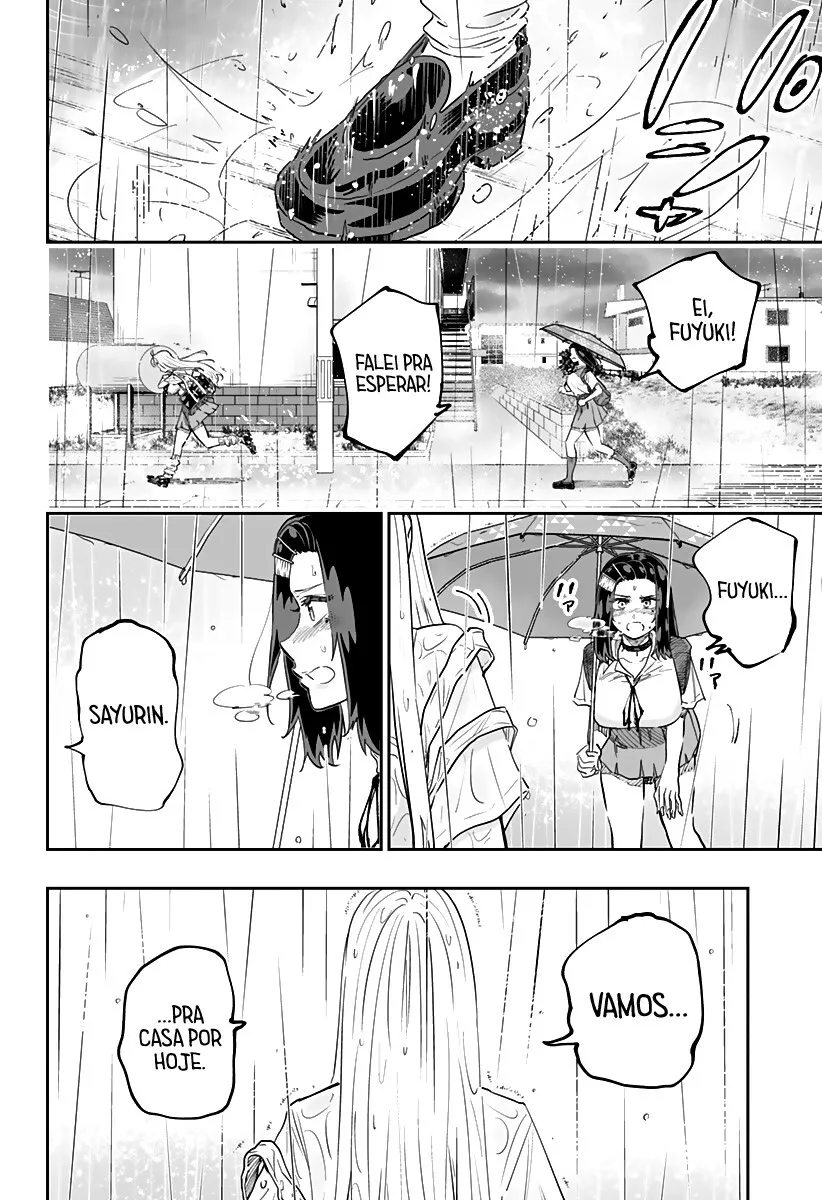 EI,
FUYUKI!
FALEI PRA
ESPERAR!
FUYUKI...
SAYURIN.
VAMOS...
...PRA
CASA POR
HOJE.